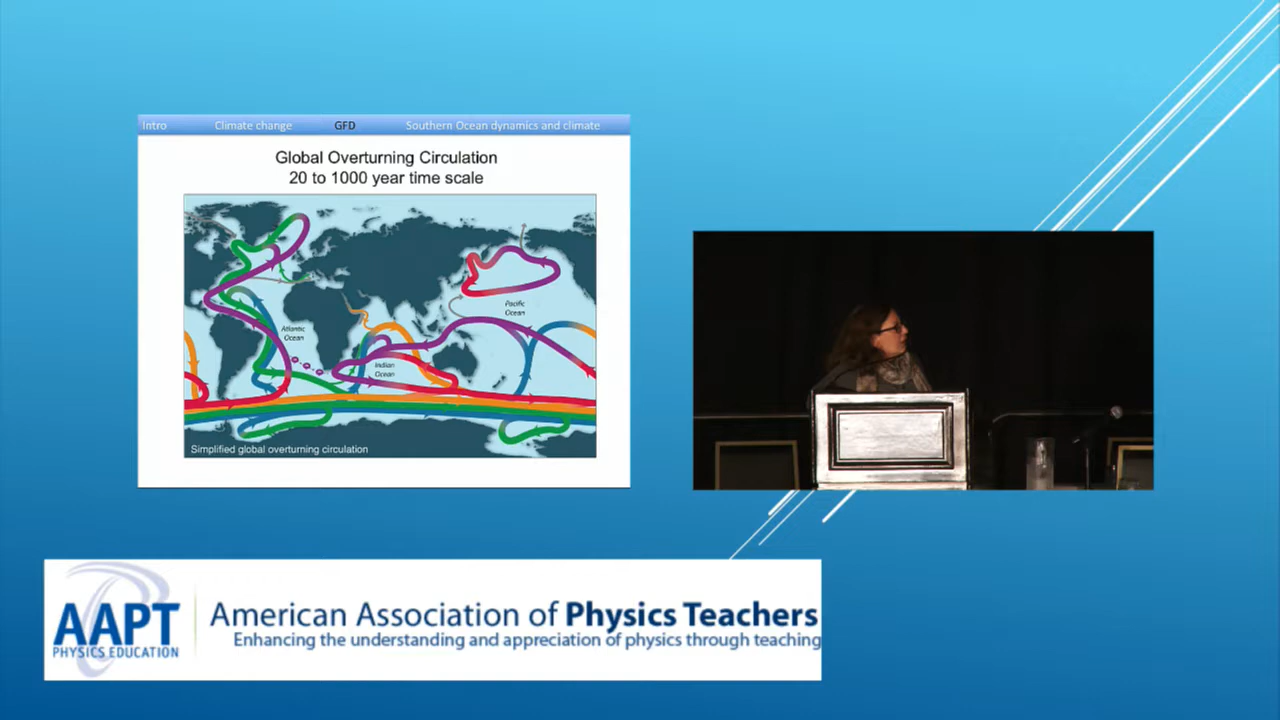 Intro Climate change GFD Southern Ocean dynamics and climate
Global Overturning Circulation
20 to 1000 year time scale
Pacific
Ocean
Atlantic
Ocean
Indian
Ocean
Simplified global overturning circulation
AAPT
PHYSICS EDUCATION
American Association of Physics Teachers
Enhancing the understanding and appreciation of physics through teaching